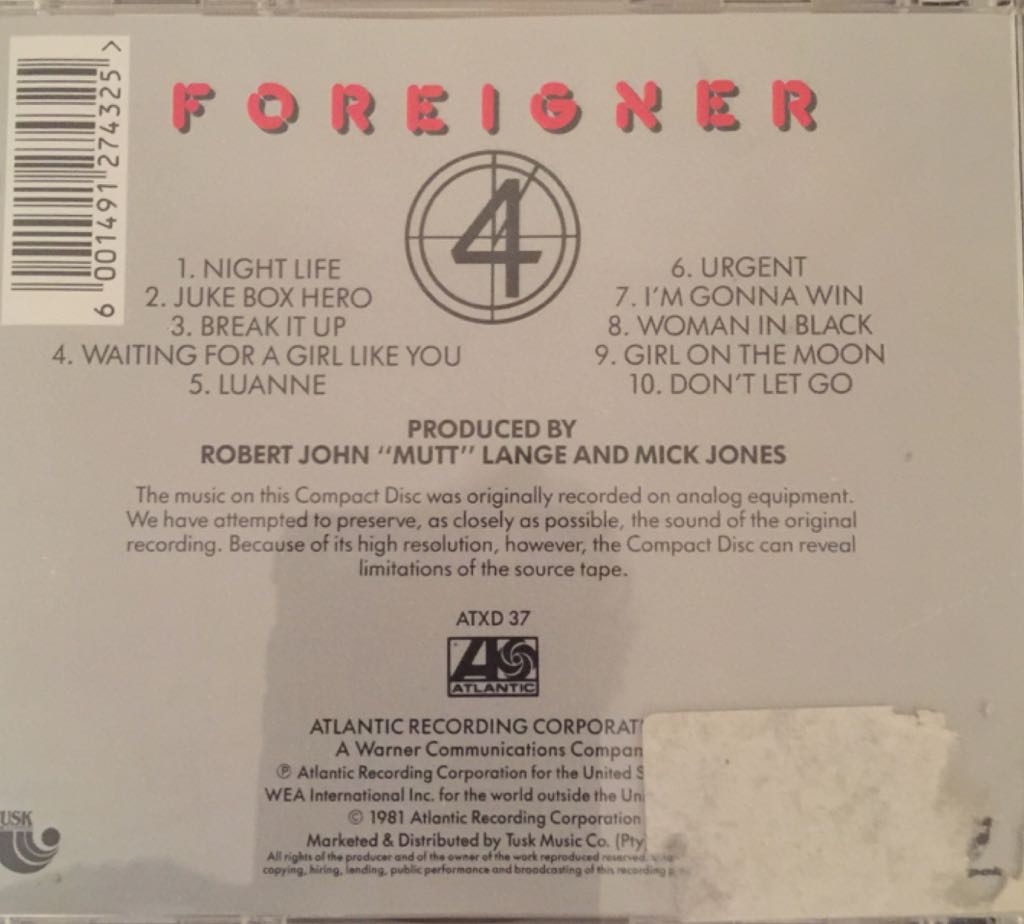 FOREIGNER
4
6 001491 274325 >
1. NIGHT LIFE
2. JUKE BOX HERO
3. BREAK IT UP
4. WAITING FOR A GIRL LIKE YOU
5. LUANNE
6. URGENT
7. I'M GONNA WIN
8. WOMAN IN BLACK
9. GIRL ON THE MOON
10. DON'T LET GO
PRODUCED BY
ROBERT JOHN "MUTT" LANGE AND MICK JONES
The music on this Compact Disc was originally recorded on analog equipment.
We have attempted to preserve, as closely as possible, the sound of the original
recording. Because of its high resolution, however, the Compact Disc can reveal
limitations of the source tape.
ATXD 37
ATLANTIC
ATLANTIC RECORDING
A Warner Communications
℗ Atlantic Recording Corporation for the United
WEA International Inc. for the world outside the
© 1981 Atlantic Recording Corporation
Marketed & Distributed by Tusk Music Co. (Pty)
All rights of the producer and of the owner of the work reproduced reserved.
copying, hiring, lending, public performance and broadcasting of this recording